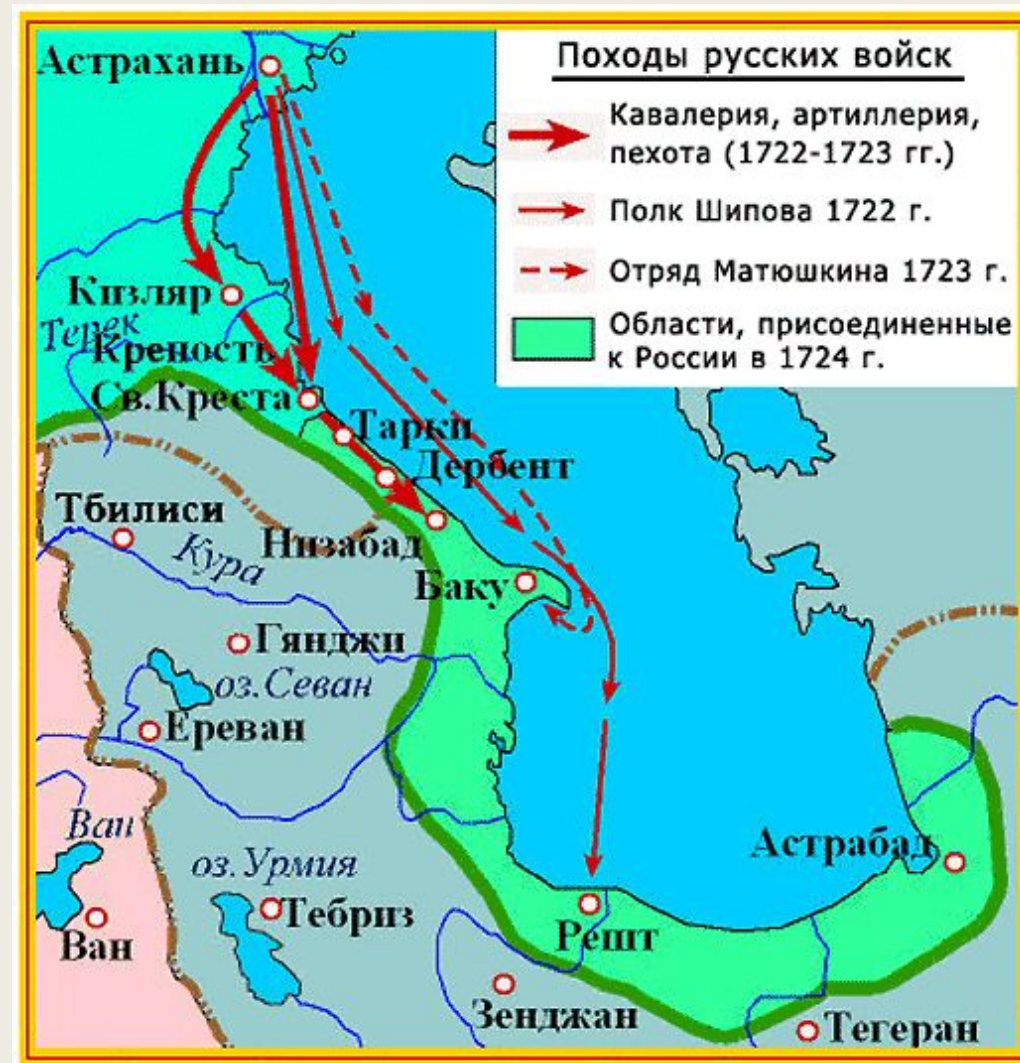 Астрахань
Походы русских войск
Кавалерия, артиллерия,
пехота (1722-1723 гг.)
Полк Шипова 1722 г.
Отряд Матюшкина 1723 г.
Области, присоединенные
к России в 1724 г.
Кизляр
Терек
Крепость
Св.Креста
Тарки
Дербент
Тбилиси
Низабад
Кура
Баку
Гянджи
оз.Севан
Ереван
Ван
оз.Урмия
Астрабад
Тебриз
Ван
Решт
Зенджан
Тегеран